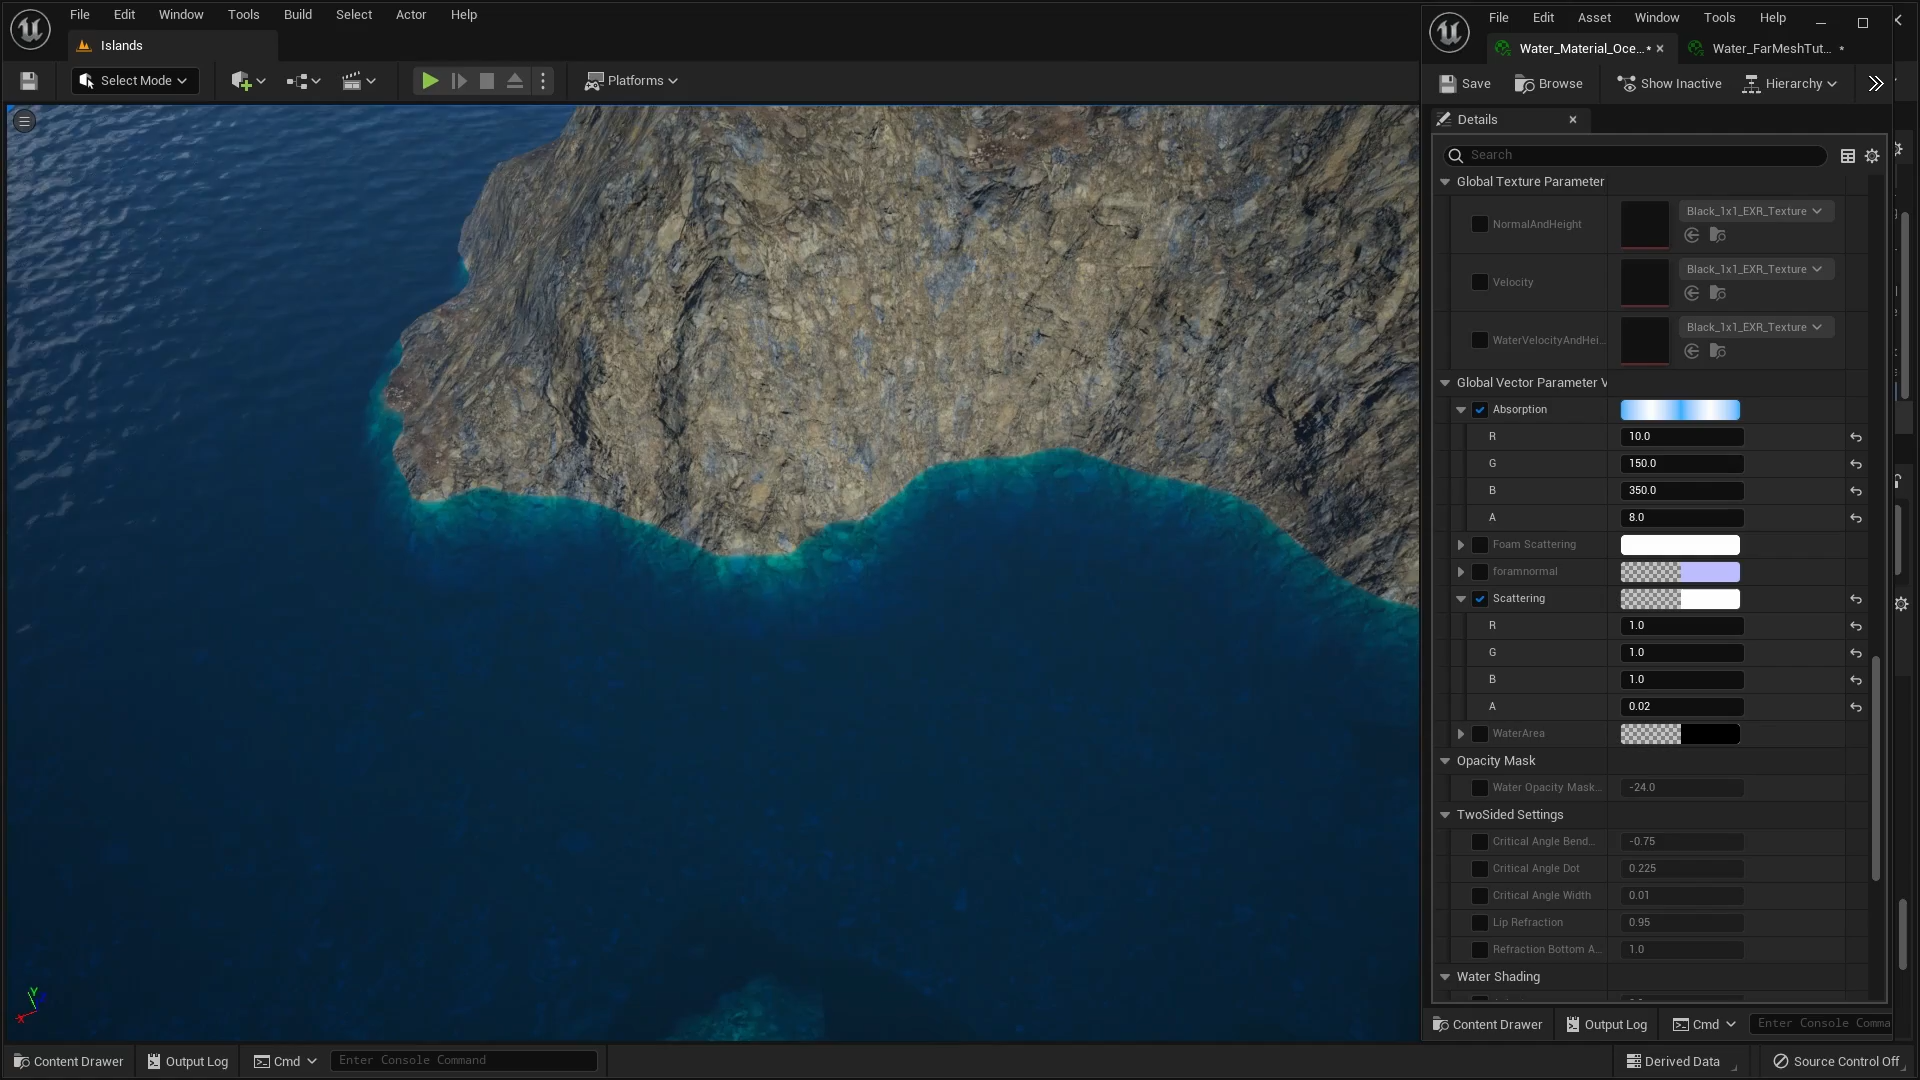 File Edit Window Tools Build Select Actor Help
Islands
Select Mode
Platforms
File Edit Asset Window Tools Help
Water_Material_Oce...•
Water_FarMeshTut... •
Save Browse Show Inactive Hierarchy
Details
Search
Global Texture Parameter
NormalAndHeight
Black_1x1_EXR_Texture
Velocity
Black_1x1_EXR_Texture
WaterVelocityAndHei...
Black_1x1_EXR_Texture
Global Vector Parameter V
Absorption
R 10.0
G 150.0
B 350.0
A 8.0
Foam Scattering
foramnormal
Scattering
R 1.0
G 1.0
B 1.0
A 0.02
WaterArea
Opacity Mask
Water Opacity Mask... -24.0
TwoSided Settings
Critical Angle Bend... -0.75
Critical Angle Dot 0.225
Critical Angle Width 0.01
Lip Refraction 0.95
Refraction Bottom A... 1.0
Water Shading
Content Drawer Output Log Cmd Enter Console Comma
Content Drawer Output Log Cmd Enter Console Command
Derived Data Source Control Off
X
Y